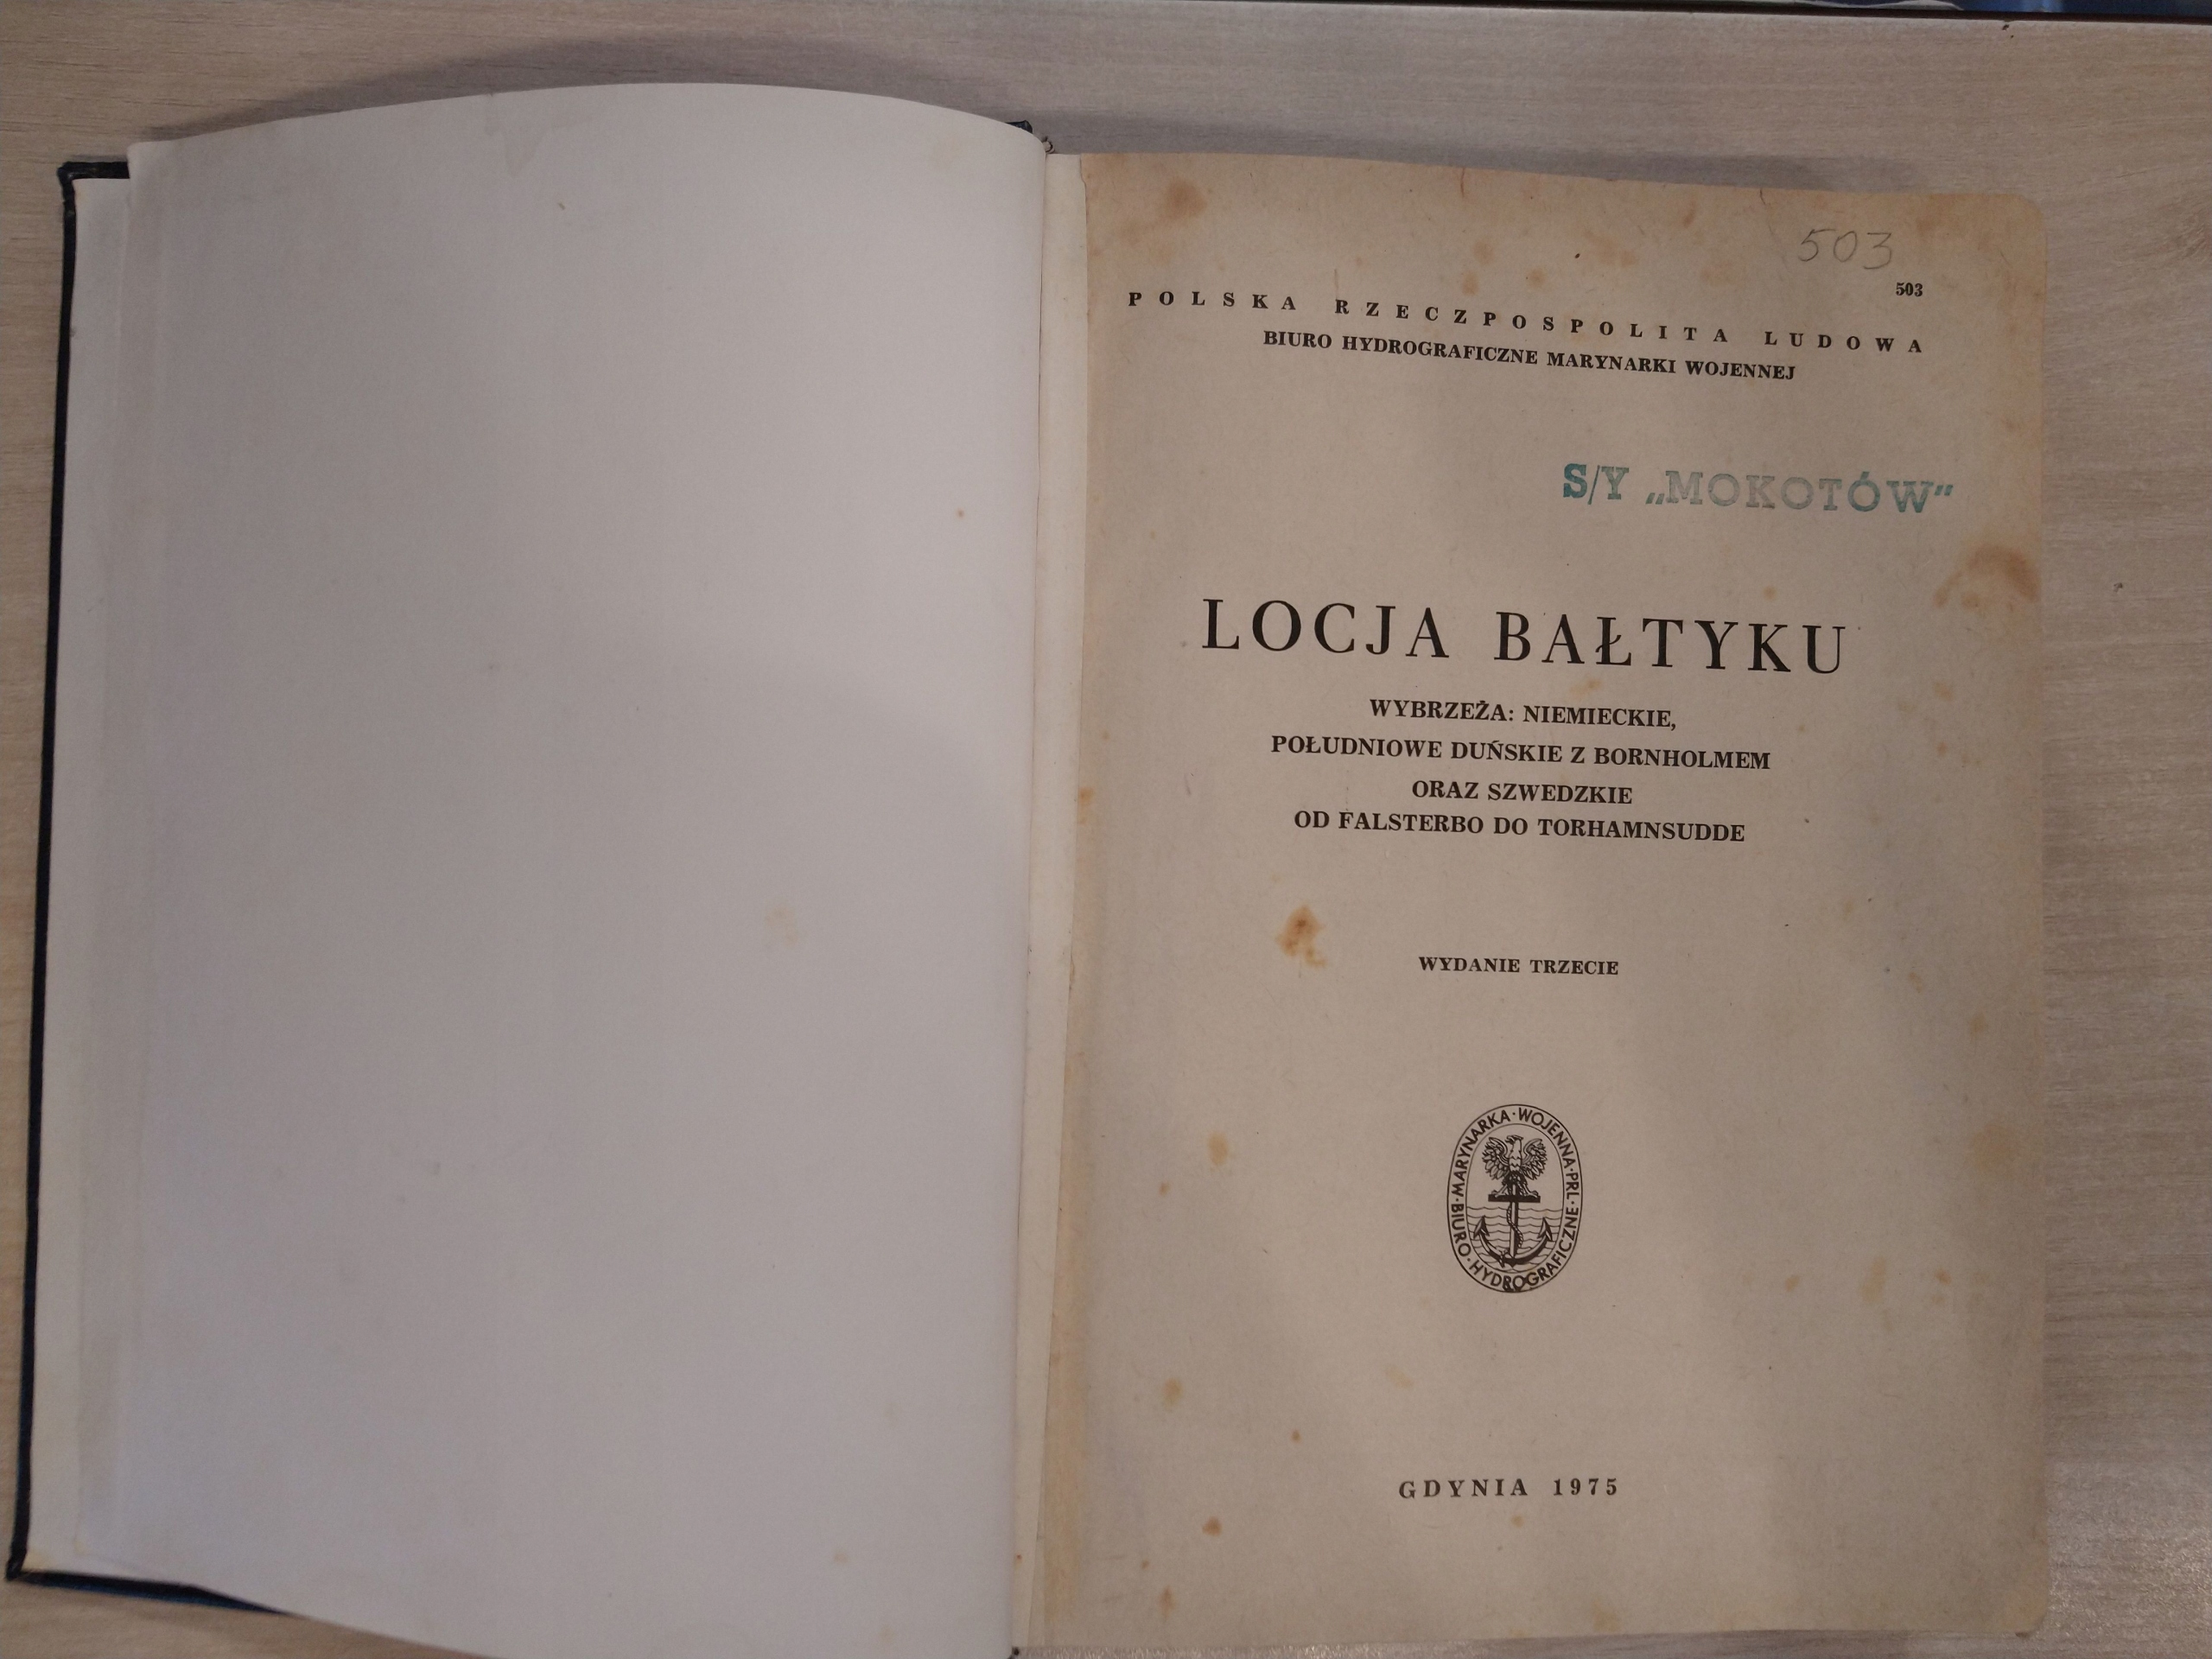 503
503
POLSKA RZECZPOSPOLITA LUDOWA
BIURO HYDROGRAFICZNE MARYNARKI WOJENNEJ
S/Y „MOKOTÓW”
LOCJA BAŁTYKU
WYBRZEŻA: NIEMIECKIE,
POŁUDNIOWE DUŃSKIE Z BORNHOLMEM
ORAZ SZWEDZKIE
OD FALSTERBO DO TORHAMNSUDDE
WYDANIE TRZECIE
MARYNARKA·WOJENNA·PRL·
BIURO·HYDROGRAFICZNE·
GDYNIA 1975